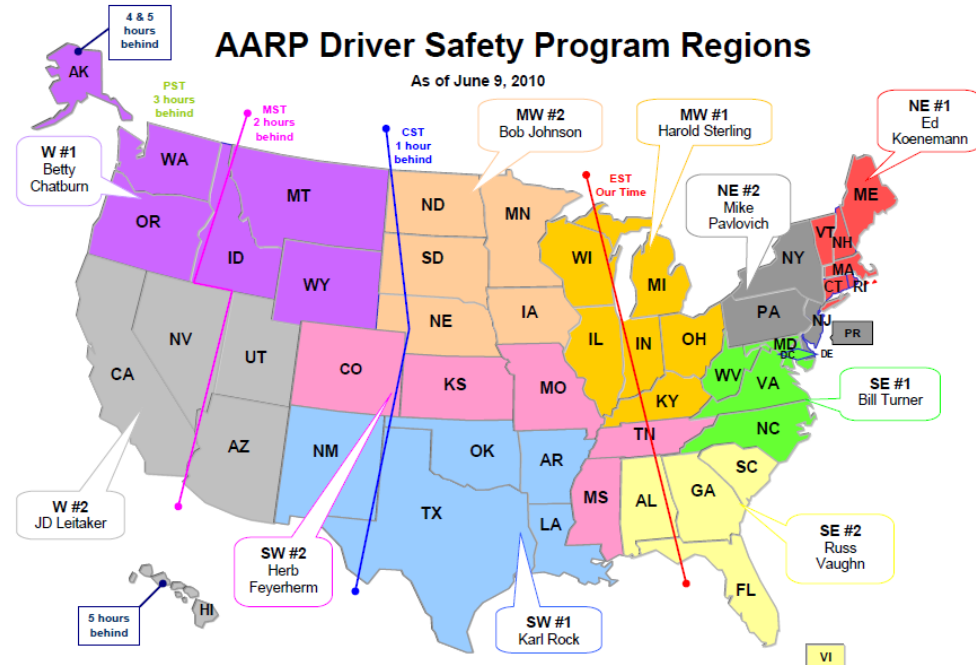 4 & 5
hours
behind
AARP Driver Safety Program Regions
As of June 9, 2010
AK
PST
3 hours
behind
MST
2 hours
behind
CST
1 hour
behind
MW #2
Bob Johnson
MW #1
Harold Sterling
NE #1
Ed
Koenemann
W #1
Betty
Chatburn
EST
Our Time
NE #2
Mike
Pavlovich
WA
MT
ND
MN
ME
OR
ID
SD
WI
MI
NY
VT
NH
WY
MA
CT
RI
NE
IA
PA
NJ
PR
NV
UT
CO
IL
IN
OH
MD
DC
DE
CA
KS
MO
WV
VA
KY
SE #1
Bill Turner
AZ
NM
OK
AR
TN
NC
W #2
JD Leitaker
TX
MS
AL
GA
SC
LA
SW #2
Herb
Feyerherm
SE #2
Russ
Vaughn
FL
HI
5 hours
behind
SW #1
Karl Rock
VI